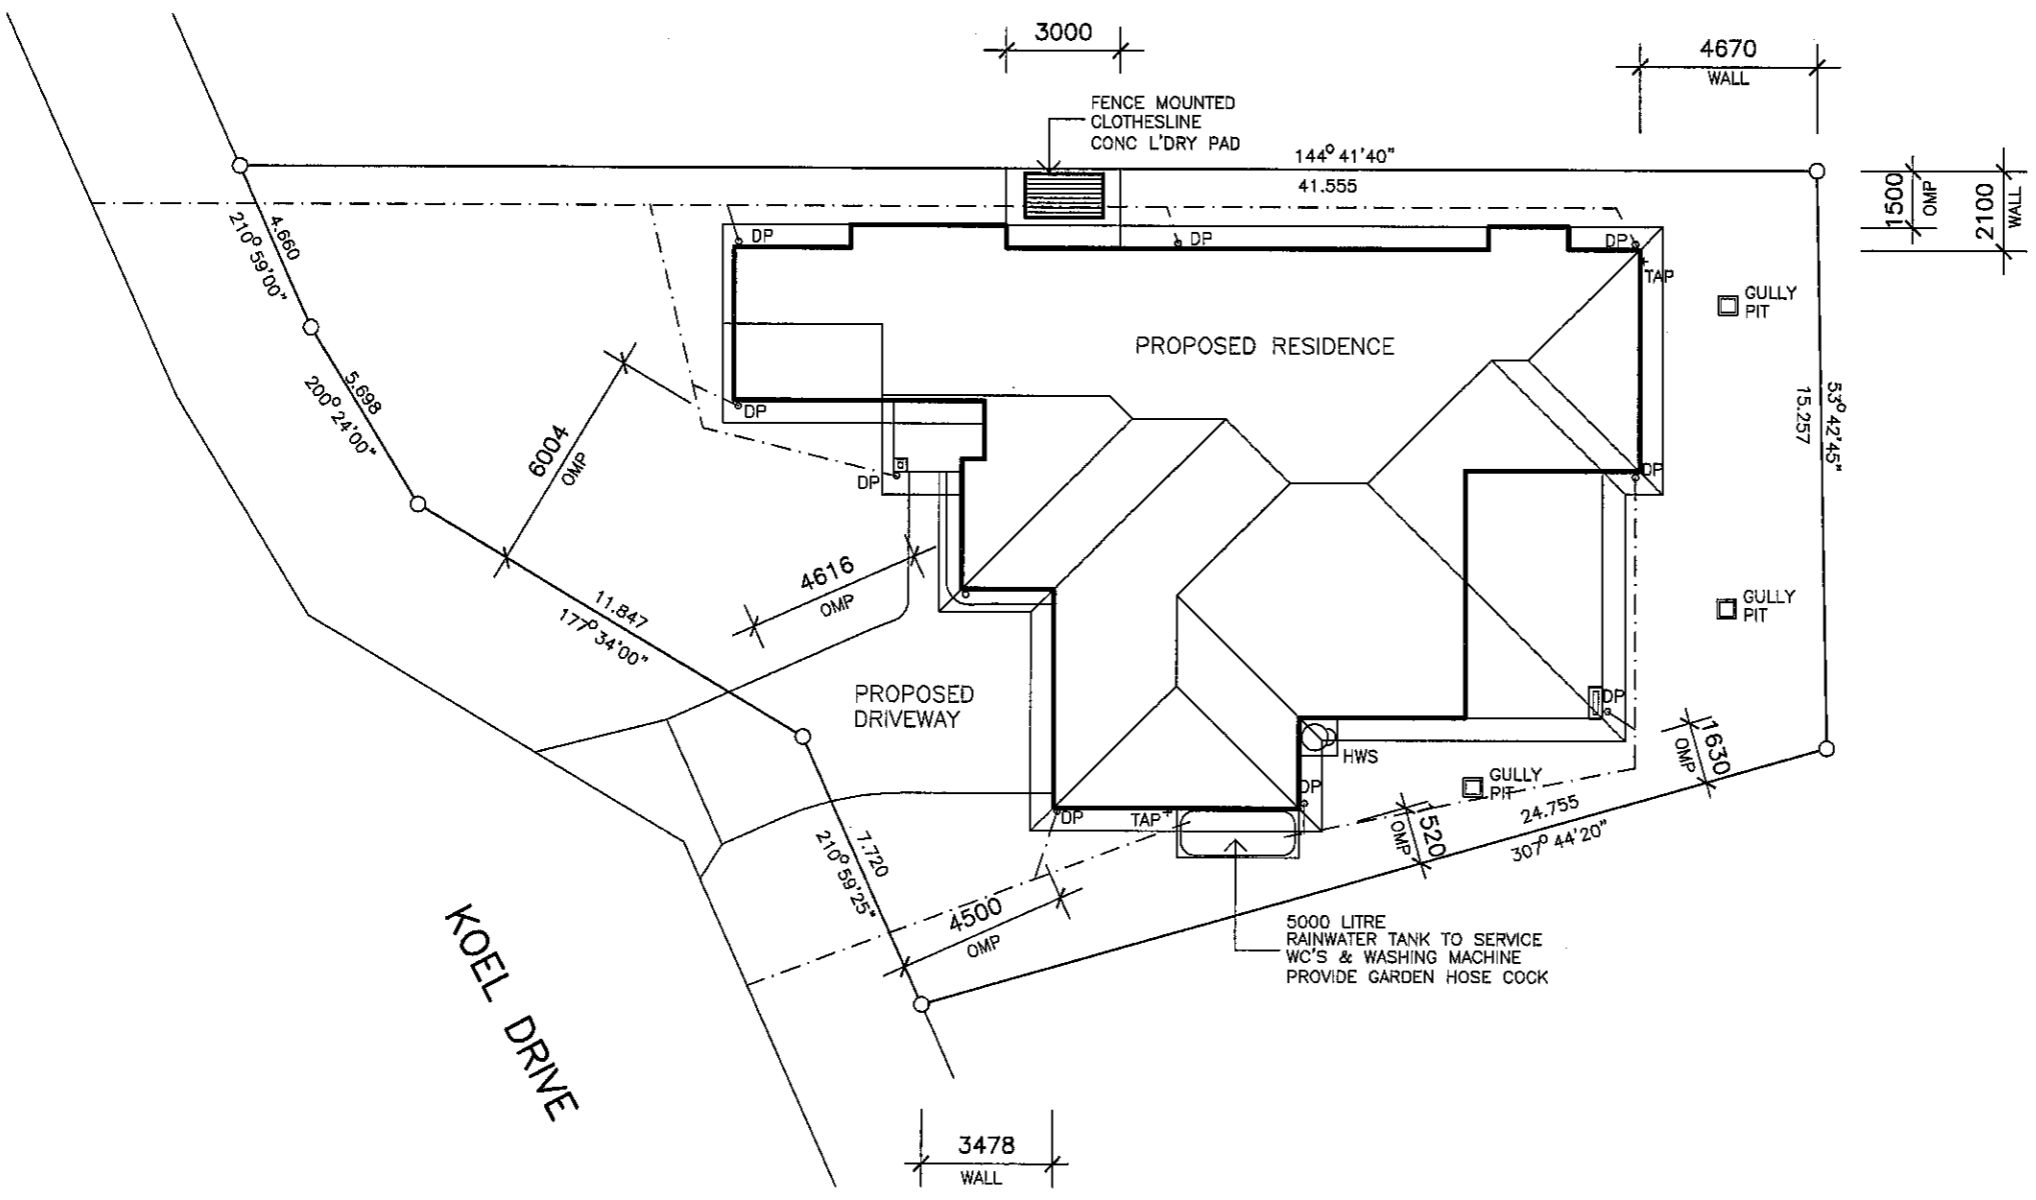 3000
4670
WALL
FENCE MOUNTED
CLOTHESLINE
CONC L'DRY PAD
144° 41'40"
41.555
1500
OMP
2100
WALL
4.660
210° 59'00"
DP
DP
DP
TAP
GULLY
PIT
PROPOSED RESIDENCE
5.698
200° 24'00"
53° 42'45"
15.257
6004
OMP
DP
DP
DP
4616
OMP
11.847
177° 34'00"
GULLY
PIT
PROPOSED
DRIVEWAY
DP
1630
OMP
HWS
GULLY
PIT
DP
24.755
307° 44'20"
DP
TAP
1520
OMP
7.720
210° 59'25"
4500
OMP
5000 LITRE
RAINWATER TANK TO SERVICE
WC'S & WASHING MACHINE
PROVIDE GARDEN HOSE COCK
KOEL DRIVE
3478
WALL